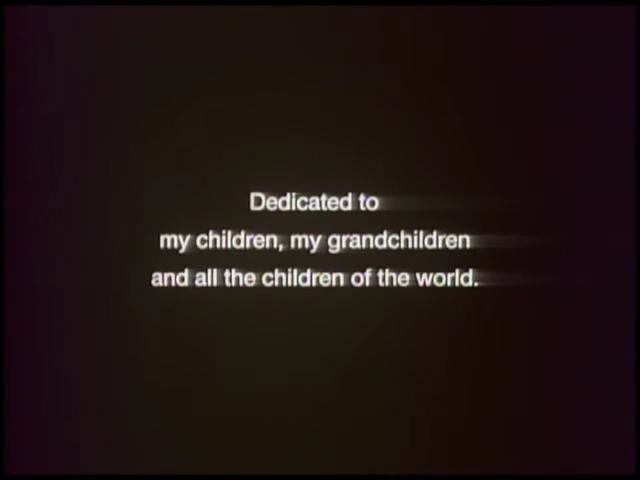 Dedicated to
my children, my grandchildren
and all the children of the world.